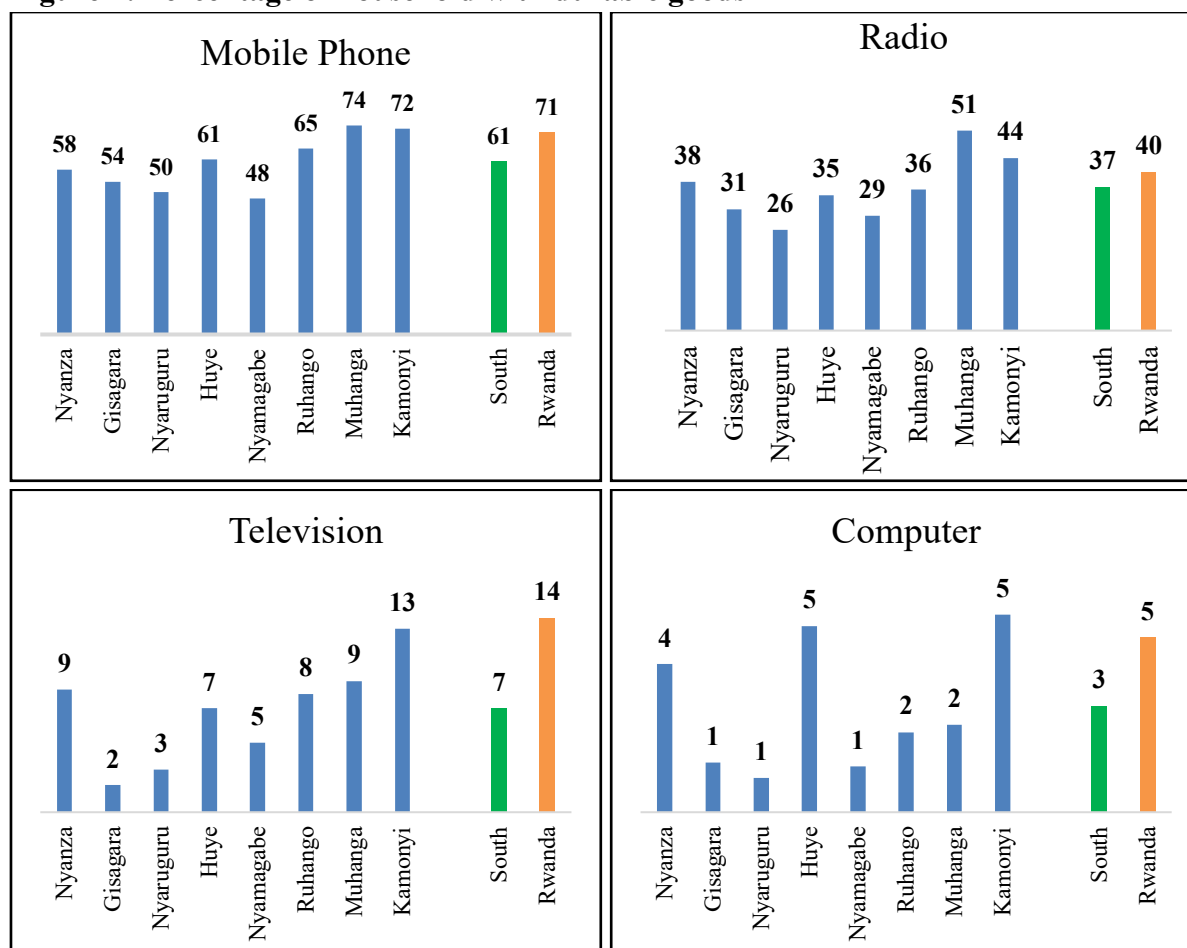 Mobile Phone
58 54 50 61 48 65 74 72 61 71
Nyanza Gisagara Nyaruguru Huye Nyamagabe Ruhango Muhanga Kamonyi South Rwanda
Radio
38 31 26 35 29 36 51 44 37 40
Nyanza Gisagara Nyaruguru Huye Nyamagabe Ruhango Muhanga Kamonyi South Rwanda
Television
9 2 3 7 5 8 9 13 7 14
Nyanza Gisagara Nyaruguru Huye Nyamagabe Ruhango Muhanga Kamonyi South Rwanda
Computer
4 1 1 5 1 2 2 5 3 5
Nyanza Gisagara Nyaruguru Huye Nyamagabe Ruhango Muhanga Kamonyi South Rwanda